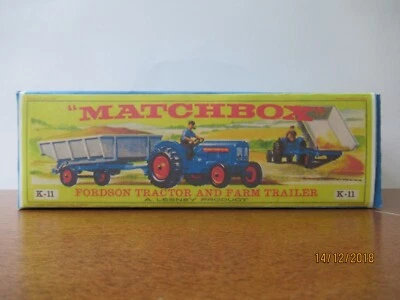 "MATCHBOX"
K-11
FORDSON TRACTOR AND FARM TRAILER
K-11
A LESNEY PRODUCT
14/12/2018